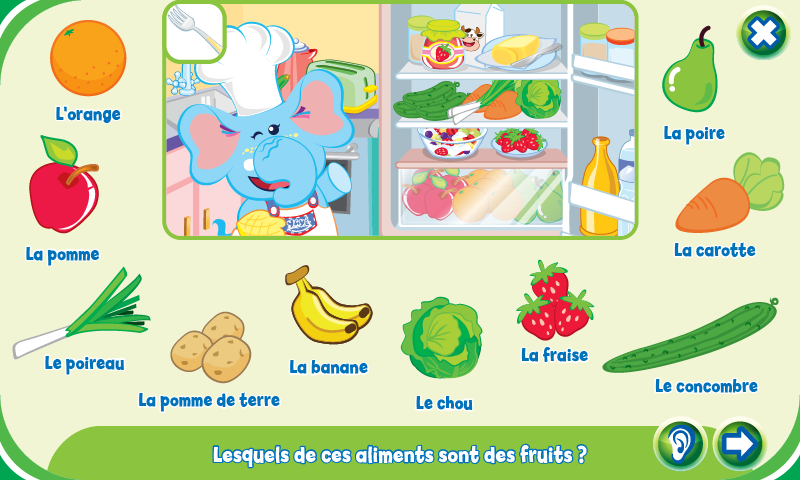 L'orange
La poire
La pomme
La carotte
Le poireau
La banane
La fraise
Le concombre
La pomme de terre
Le chou
Lesquels de ces aliments sont des fruits ?